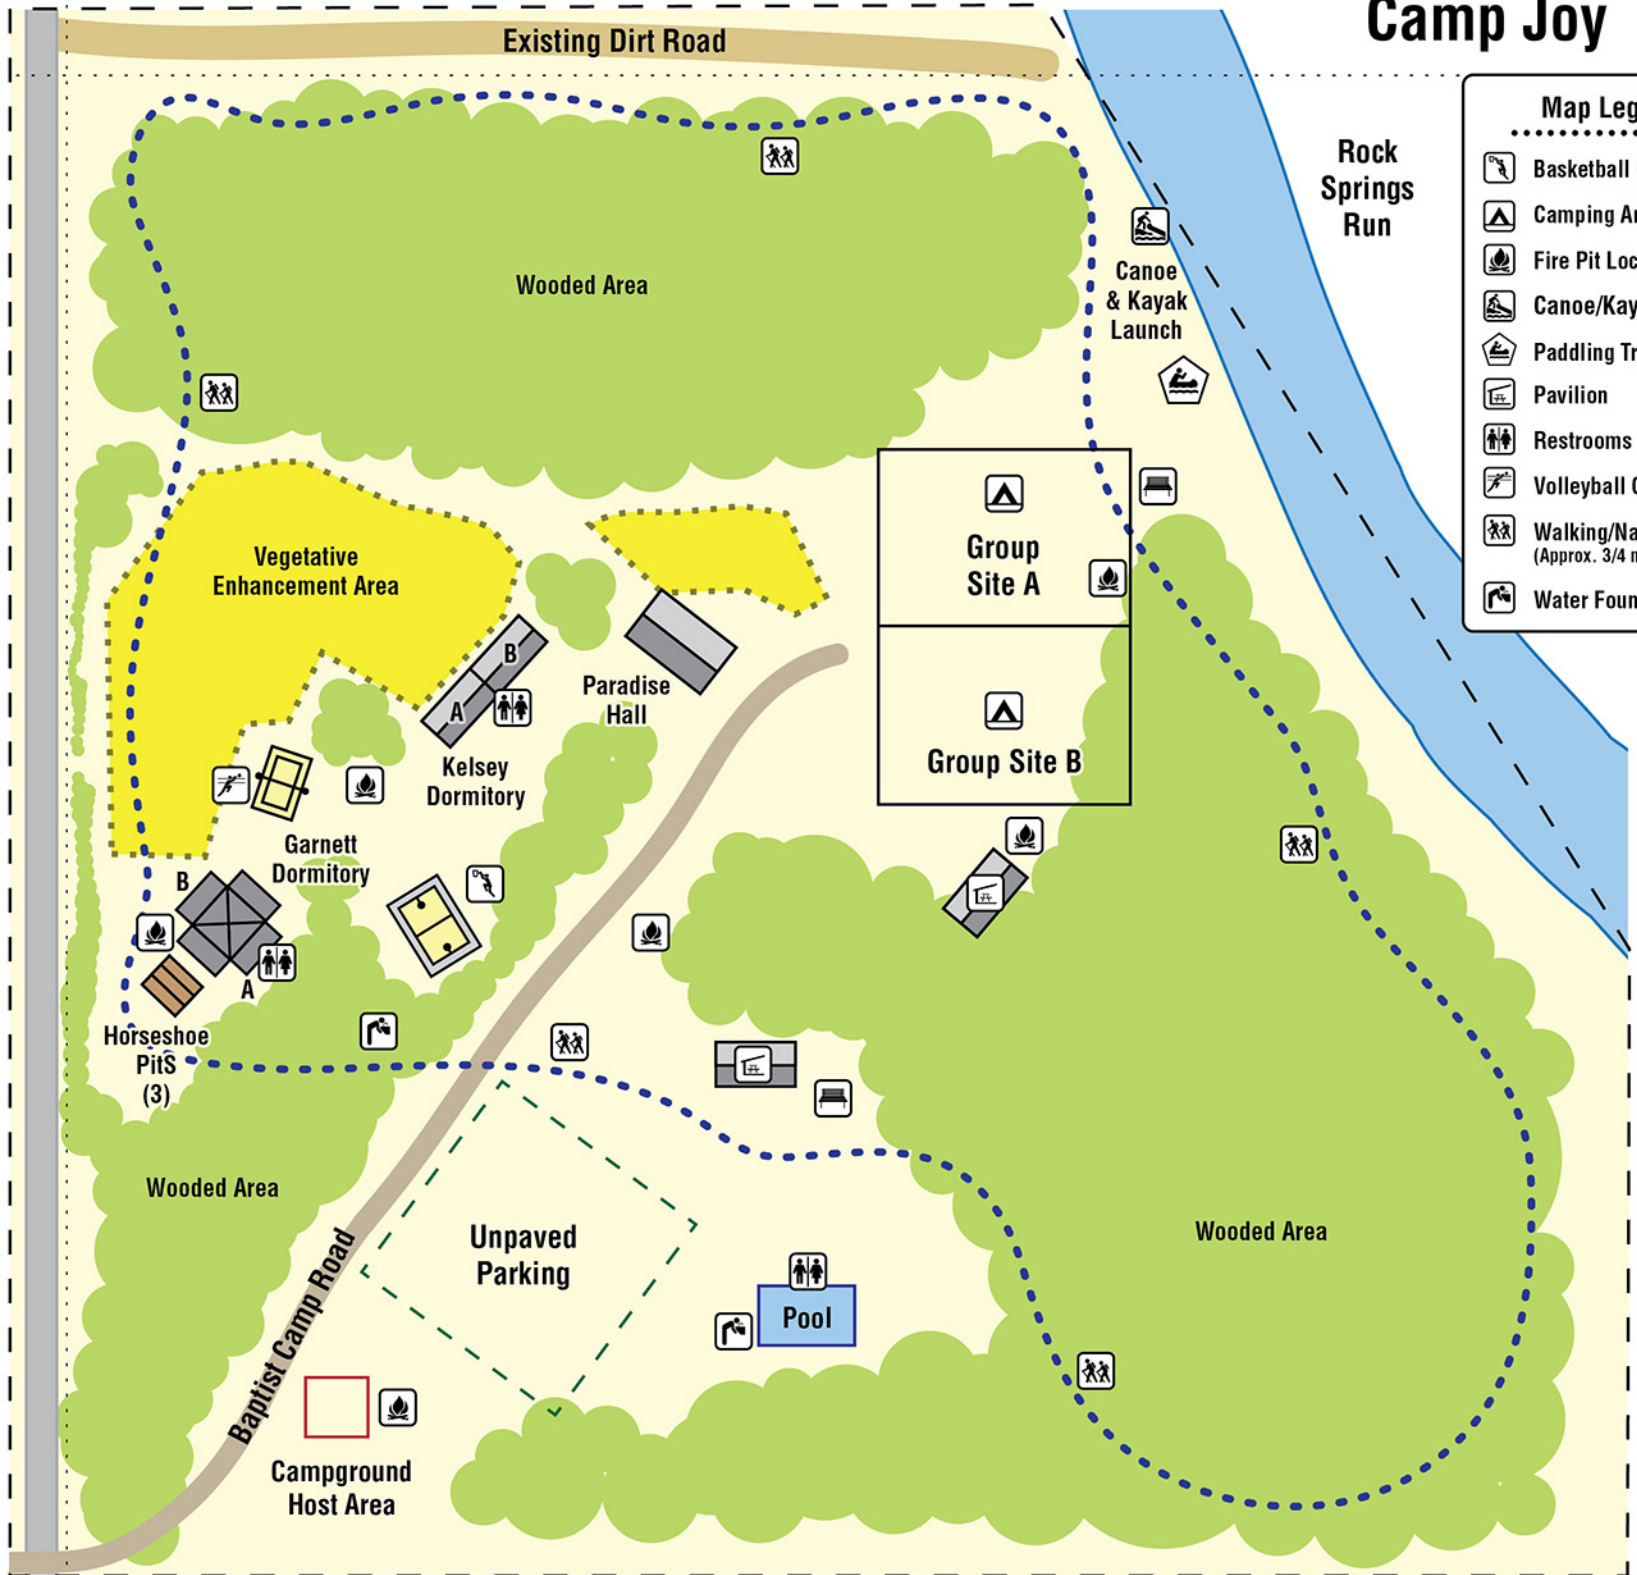 Camp Joy
Existing Dirt Road
Map Leg
Basketball
Camping Ar
Fire Pit Loc
Canoe/Kay
Paddling Tr
Pavilion
Restrooms
Volleyball C
Walking/Na
(Approx. 3/4 m
Water Foun
Rock
Springs
Run
Canoe
& Kayak
Launch
Wooded Area
Vegetative
Enhancement Area
Group
Site A
Group Site B
B
A
Paradise
Hall
Kelsey
Dormitory
Garnett
Dormitory
B
A
Horseshoe
PitS
(3)
Wooded Area
Unpaved
Parking
Wooded Area
Pool
Baptist Camp Road
Campground
Host Area